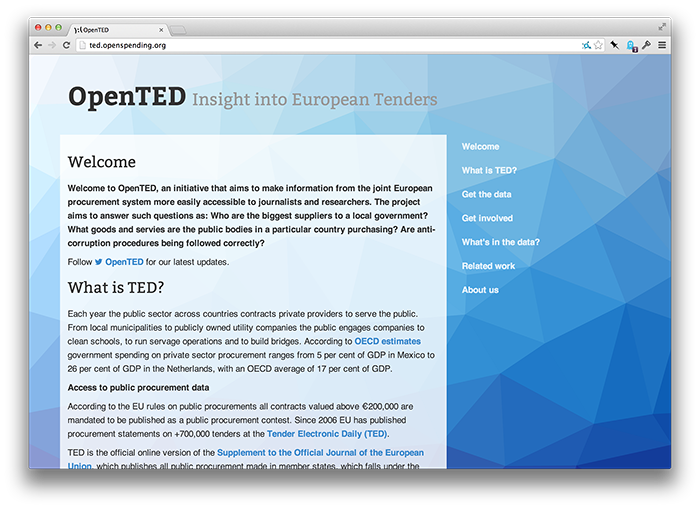 OpenTED
ted.openspending.org
OpenTED Insight into European Tenders
Welcome
Welcome to OpenTED, an initiative that aims to make information from the joint European
procurement system more easily accessible to journalists and researchers. The project
aims to answer such questions as: Who are the biggest suppliers to a local government?
What goods and servies are the public bodies in a particular country purchasing? Are anti-
corruption procedures being followed correctly?
Follow OpenTED for our latest updates.
What is TED?
Each year the public sector across countries contracts private providers to serve the public.
From local municipalities to publicly owned utility companies the public engages companies to
clean schools, to run servage operations and to build bridges. According to OECD estimates
government spending on private sector procurement ranges from 5 per cent of GDP in Mexico to
26 per cent of GDP in the Netherlands, with an OECD average of 17 per cent of GDP.
Access to public procurement data
According to the EU rules on public procurements all contracts valued above €200,000 are
mandated to be published as a public procurement contest. Since 2006 EU has published
procurement statements on +700,000 tenders at the Tender Electronic Daily (TED).
TED is the official online version of the Supplement to the Official Journal of the European
Union, which publishes all public procurement made in member states, which falls under the
Welcome
What is TED?
Get the data
Get involved
What's in the data?
Related work
About us